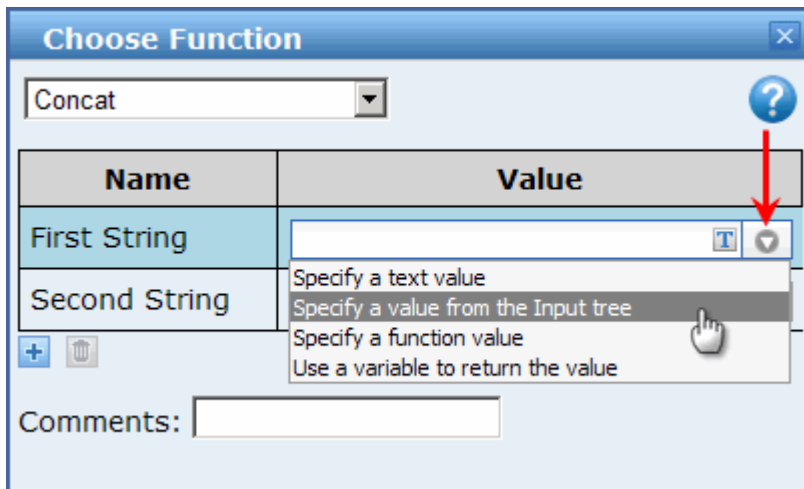 Choose Function
Concat
?
Name Value
First String T
Specify a text value
Second String Specify a value from the Input tree
Specify a function value
Use a variable to return the value
Comments: